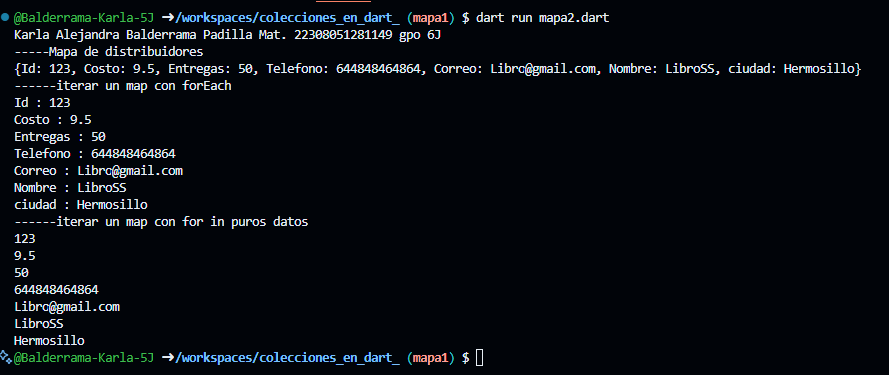 @Balderrama-Karla-5J ➜/workspaces/colecciones_en_dart_ (mapa1) $ dart run mapa2.dart
Karla Alejandra Balderrama Padilla Mat. 22308051281149 gpo 6J
-----Mapa de distribuidores
{Id: 123, Costo: 9.5, Entregas: 50, Telefono: 644848464864, Correo: Libro@gmail.com, Nombre: LibroSS, ciudad: Hermosillo}
------iterar un map con forEach
Id : 123
Costo : 9.5
Entregas : 50
Telefono : 644848464864
Correo : Libro@gmail.com
Nombre : LibroSS
ciudad : Hermosillo
------iterar un map con for in puros datos
123
9.5
50
644848464864
Libro@gmail.com
LibroSS
Hermosillo
@Balderrama-Karla-5J ➜/workspaces/colecciones_en_dart_ (mapa1) $